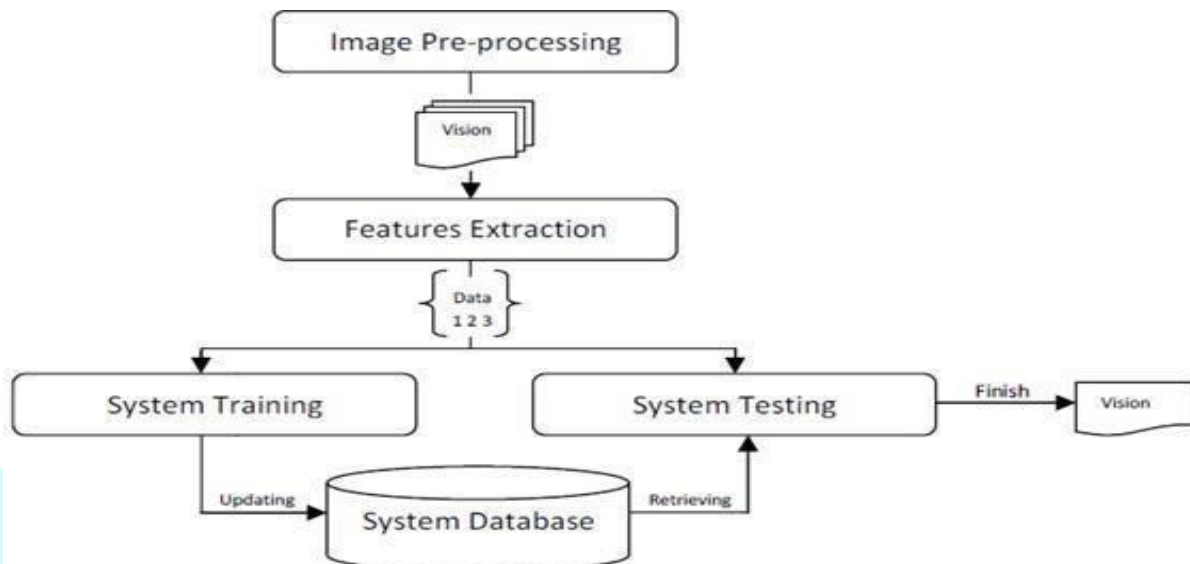 Image Pre-processing
Vision
Features Extraction
Data
1 2 3
System Training
System Testing
Finish
Vision
Updating
System Database
Retrieving